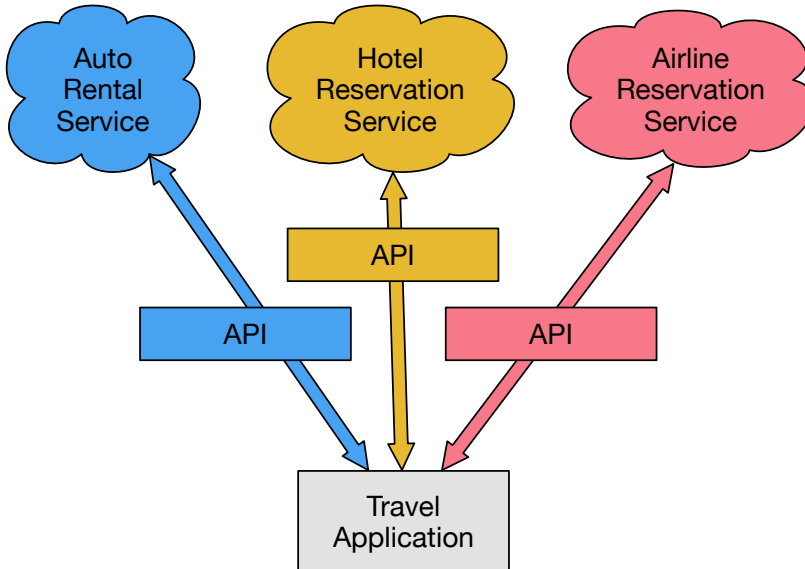 Auto
Rental
Service
Hotel
Reservation
Service
Airline
Reservation
Service
API
API
API
Travel
Application